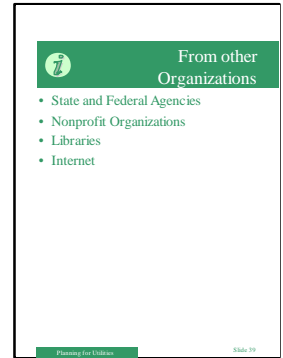 i
From other
Organizations
• State and Federal Agencies
• Nonprofit Organizations
• Libraries
• Internet
Planning for Utilities
Slide 39